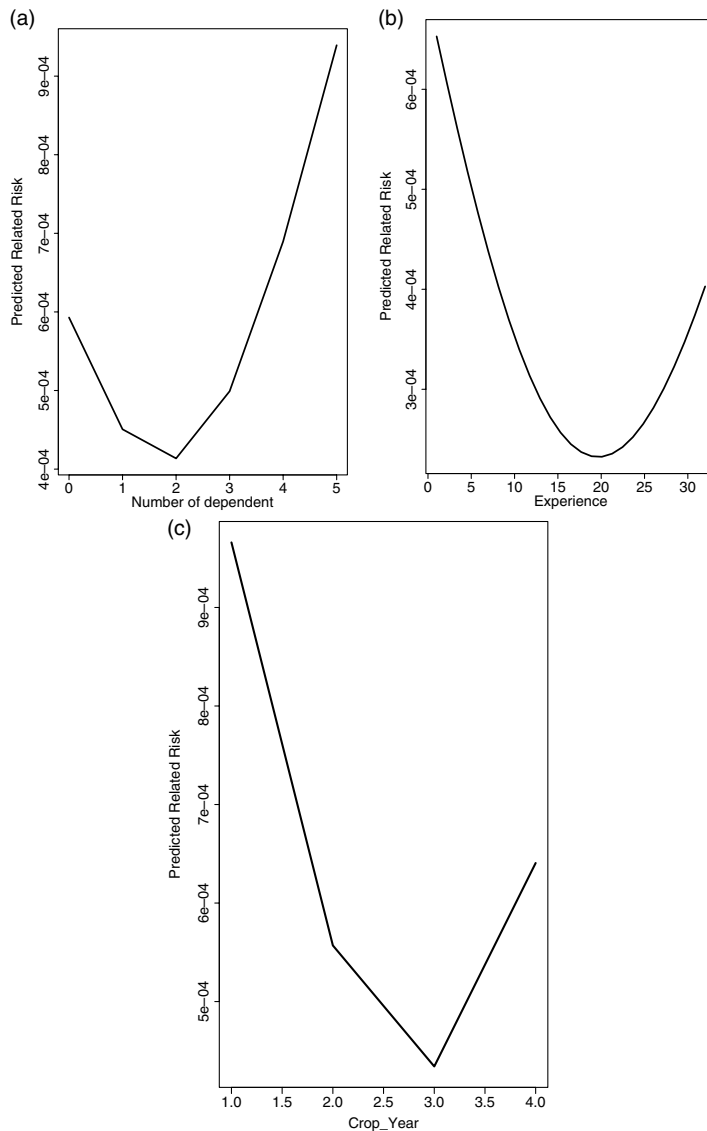 (a)
Predicted Related Risk
9e−04
8e−04
7e−04
6e−04
5e−04
4e−04
0 1 2 3 4 5
Number of dependent
(b)
Predicted Related Risk
6e−04
5e−04
4e−04
3e−04
0 5 10 15 20 25 30
Experience
(c)
Predicted Related Risk
9e−04
8e−04
7e−04
6e−04
5e−04
1.0 1.5 2.0 2.5 3.0 3.5 4.0
Crop_Year